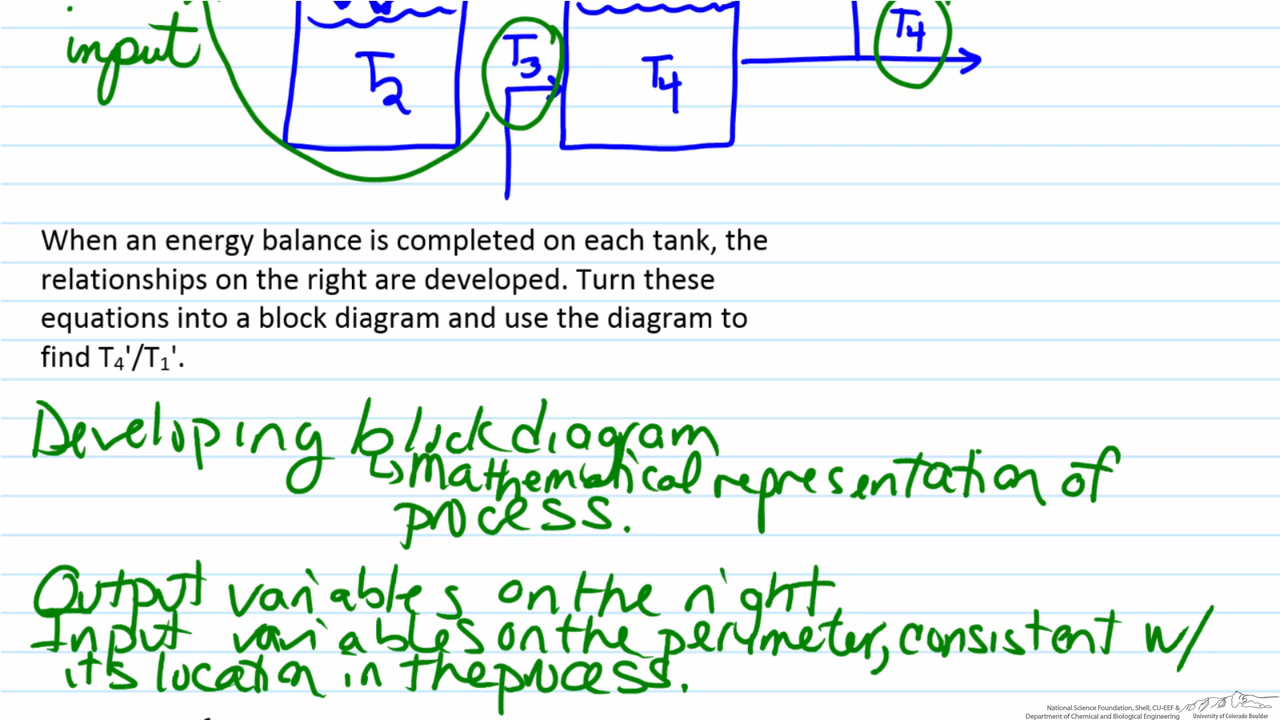 input
T2
T3
T4
T4
When an energy balance is completed on each tank, the
relationships on the right are developed. Turn these
equations into a block diagram and use the diagram to
find T₄'/T₁'.
Developing block diagram
↳ Mathematical representation of
process.
Output variables on the right
Input variables on the perimeter, consistent w/
it's location in the process.
National Science Foundation, Shell, CU-EEF &
Department of Chemical and Biological Engineering
University of Colorado Boulder